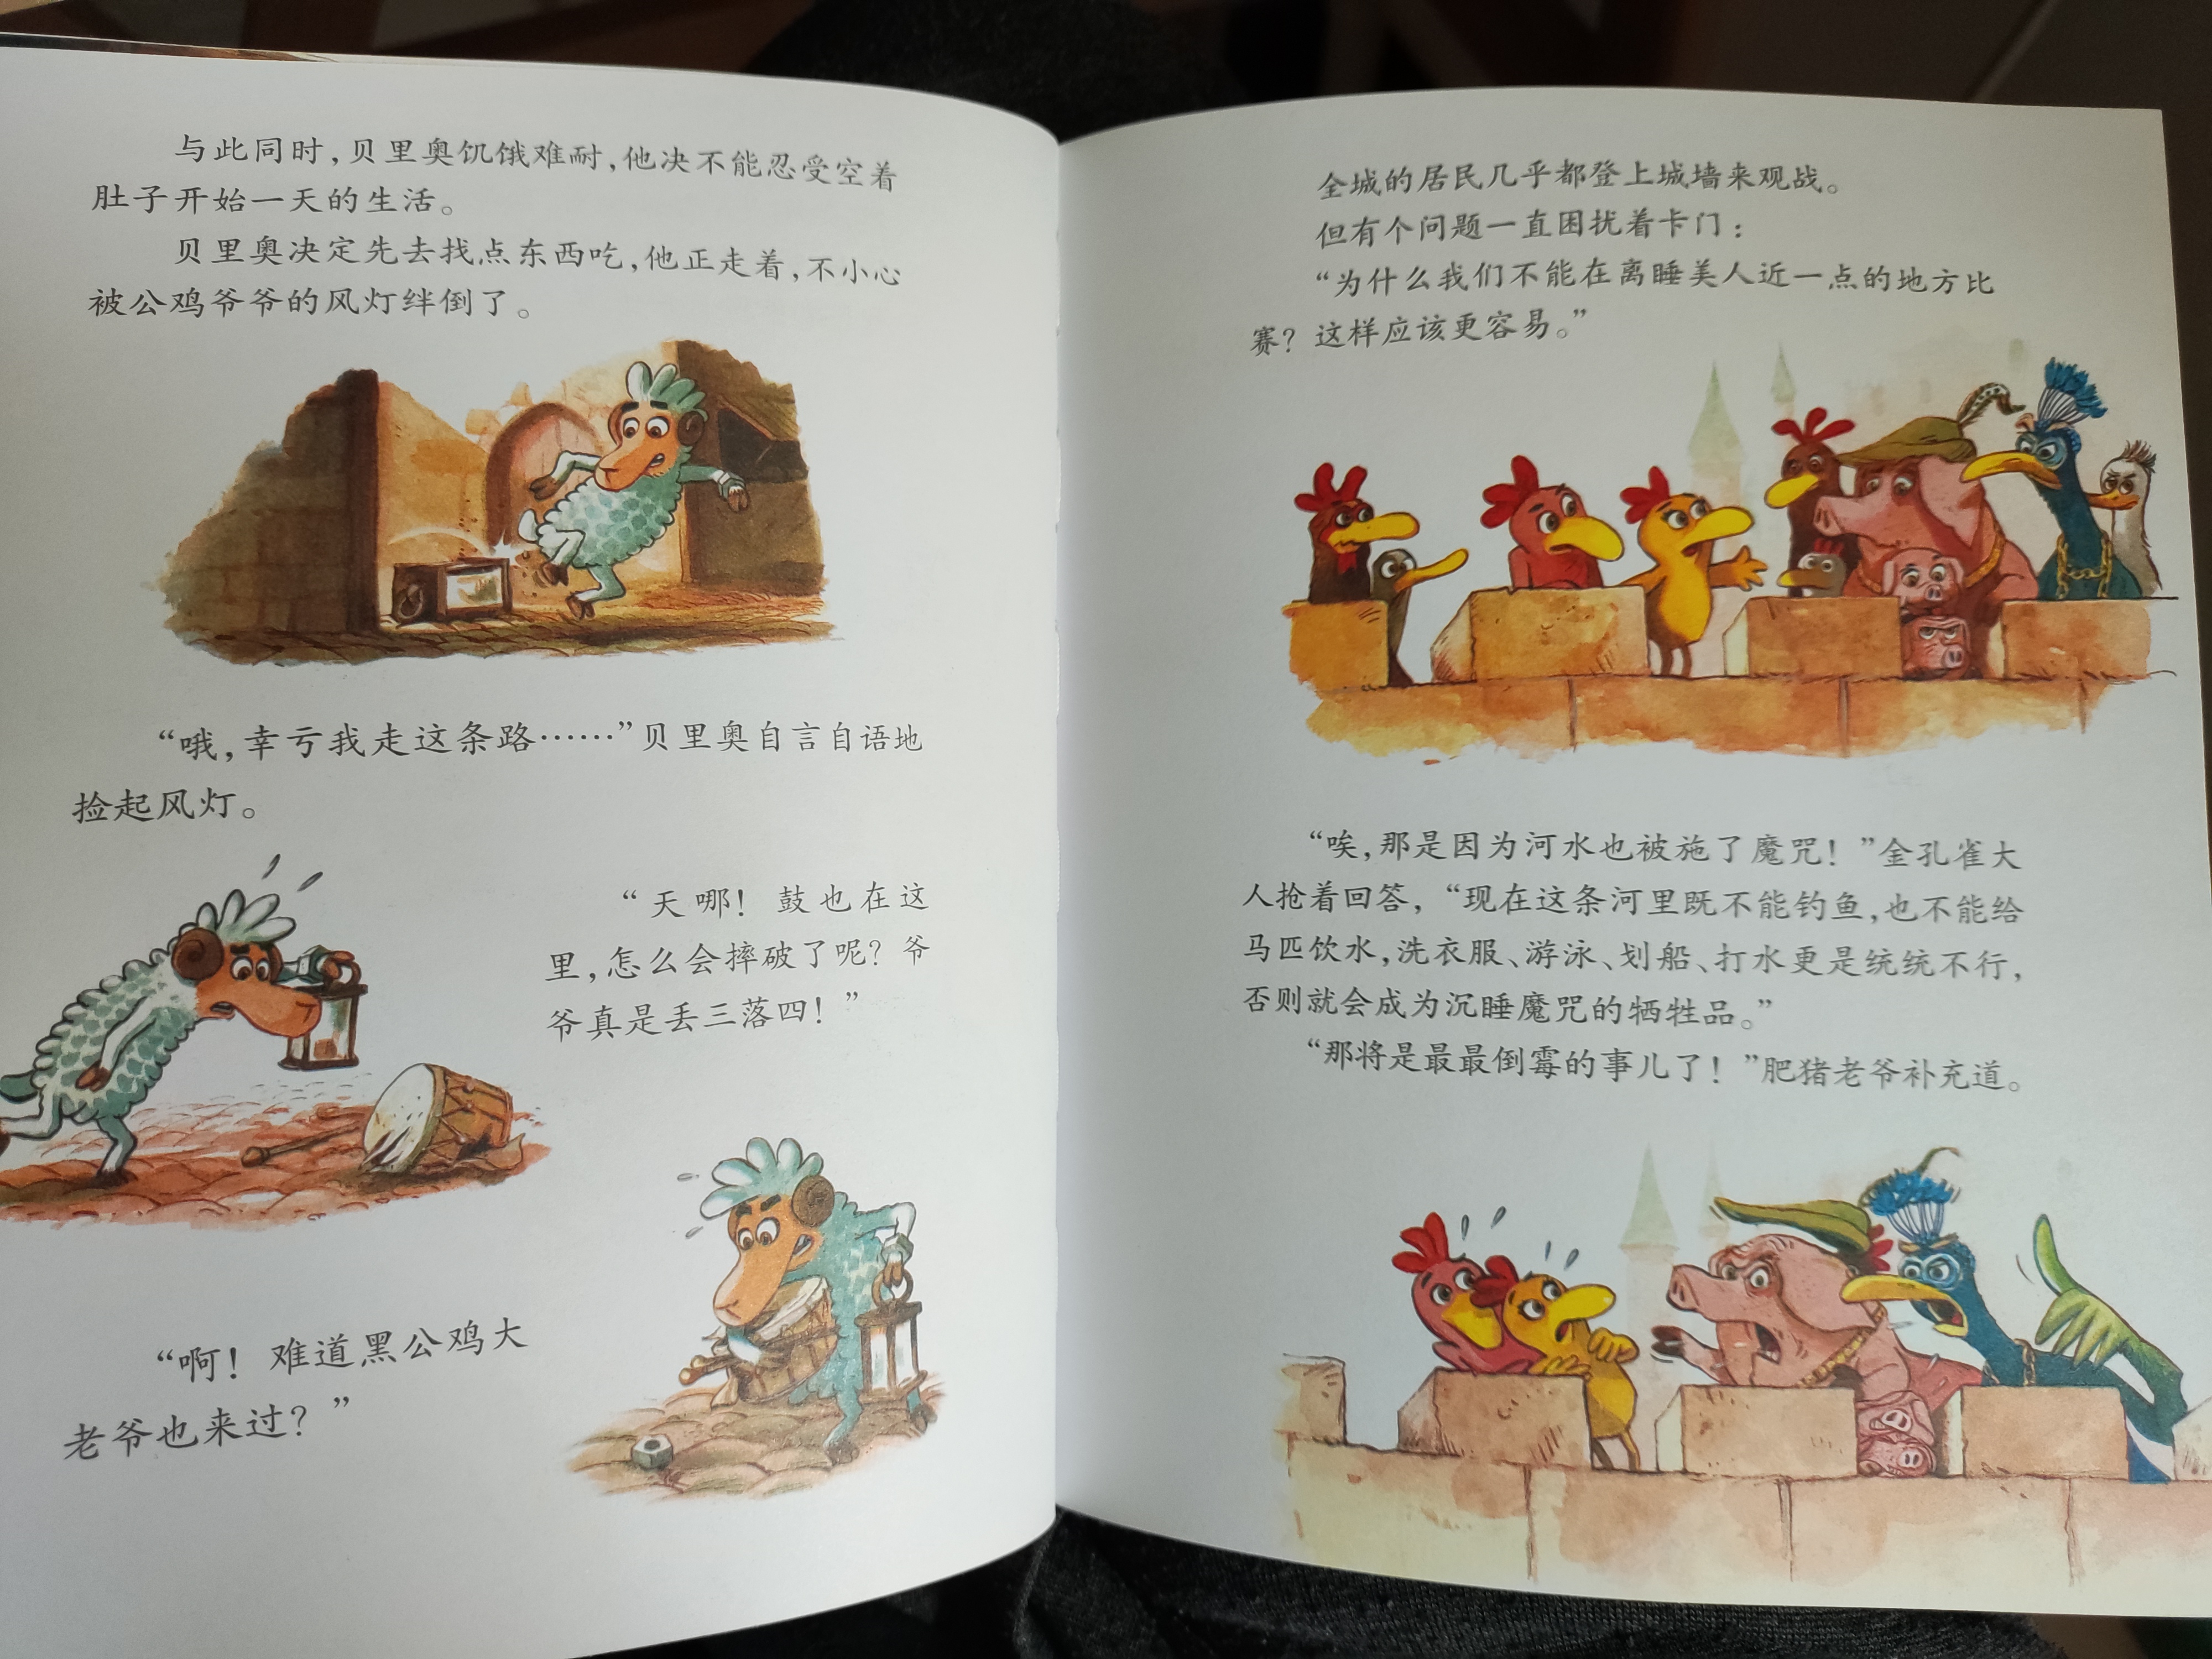 与此同时，贝里奥饥饿难耐，他决不能忍受空着
肚子开始一天的生活。
贝里奥决定先去找点东西吃，他正走着，不小心
被公鸡爷爷的风灯绊倒了。
“哦，幸亏我走这条路……”贝里奥自言自语地
捡起风灯。
“天哪！鼓也在这
里，怎么会摔破了呢？爷
爷真是丢三落四！”
“啊！难道黑公鸡大
老爷也来过？”
全城的居民几乎都登上城墙来观战。
但有个问题一直困扰着卡门：
“为什么我们不能在离睡美人近一点的地方比
赛？这样应该更容易。”
“唉，那是因为河水也被施了魔咒！”金孔雀大
人抢着回答，“现在这条河里既不能钓鱼，也不能给
马匹饮水，洗衣服、游泳、划船、打水更是统统不行，
否则就会成为沉睡魔咒的牺牲品。”
“那将是最最倒霉的事儿了！”肥猪老爷补充道。